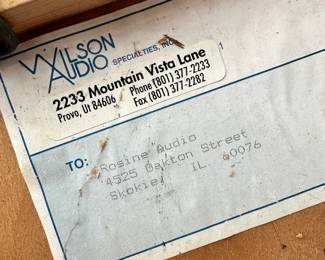 WILSON
AUDIO SPECIALTIES, INC.
2233 Mountain Vista Lane
Provo, Ut 84606 Phone (801) 377-2233
Fax (801) 377-2282
TO: Rosine Audio
4525 Oakton Street
Skokie, IL 60076